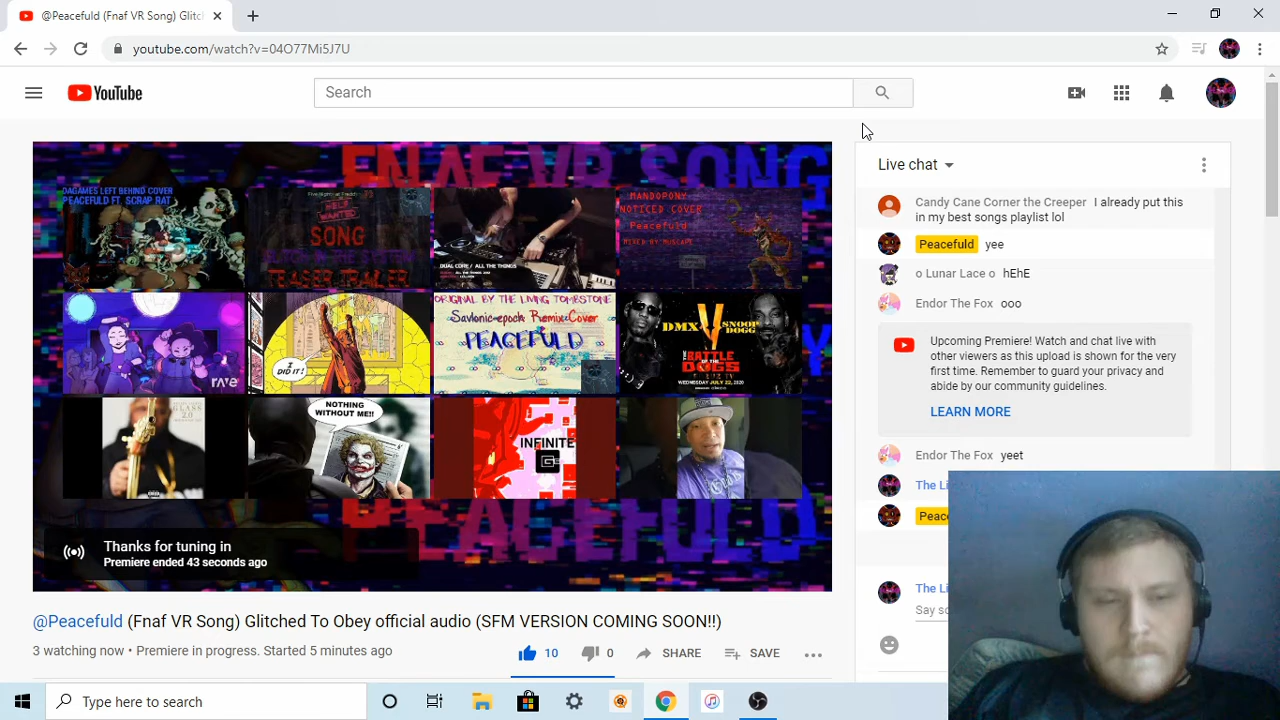 @Peacefuld (Fnaf VR Song) Glitch
youtube.com/watch?v=04O77Mi5J7U
YouTube
Search
FNAF VR SONG
DAGAMES LEFT BEHIND COVER
PEACEFULD FT. SCRAP RAT
HELP
WANTED
SONG
TEASER TRAILER
DUAL CORE / ALL THE THINGS
MANDOPONY
NOTICED COVER
Peacefuld
rave
I DID IT!
ORIGINAL BY THE LIVING TOMBSTONE
Savlonic-epoch Remix Cover
PEACEFULD
DMX V SNOOP DOGG
THE BATTLE OF THE DOGS
WEDNESDAY JULY 22, 2020
NOTHING
WITHOUT ME!!
INFINITE
PEACEFULD
Thanks for tuning in
Premiere ended 43 seconds ago
@Peacefuld (Fnaf VR Song) Glitched To Obey official audio (SFM VERSION COMING SOON!!)
3 watching now • Premiere in progress. Started 5 minutes ago
10
0
SHARE
SAVE
Live chat
Candy Cane Corner the Creeper I already put this
in my best songs playlist lol
Peacefuld yee
o Lunar Lace o hEhE
Endor The Fox ooo
Upcoming Premiere! Watch and chat live with
other viewers as this upload is shown for the very
first time. Remember to guard your privacy and
abide by our community guidelines.
LEARN MORE
Endor The Fox yeet
The Li
Peace
The Li
Say so
Type here to search